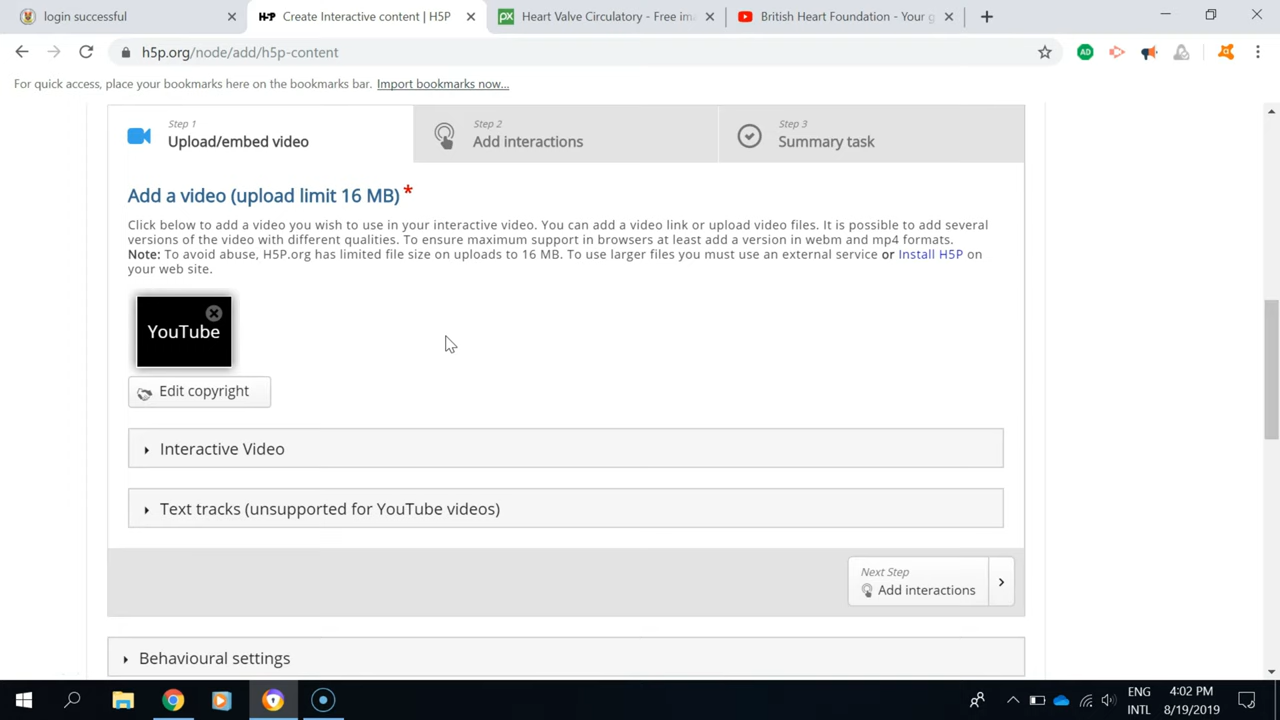 login successful
H-P Create Interactive content | H5P
px Heart Valve Circulatory - Free im
British Heart Foundation - Your g
h5p.org/node/add/h5p-content
AD
For quick access, place your bookmarks here on the bookmarks bar. Import bookmarks now...
Step 1
Upload/embed video
Step 2
Add interactions
Step 3
Summary task
Add a video (upload limit 16 MB) *
Click below to add a video you wish to use in your interactive video. You can add a video link or upload video files. It is possible to add several
versions of the video with different qualities. To ensure maximum support in browsers at least add a version in webm and mp4 formats.
Note: To avoid abuse, H5P.org has limited file size on uploads to 16 MB. To use larger files you must use an external service or Install H5P on
your web site.
YouTube
Edit copyright
Interactive Video
Text tracks (unsupported for YouTube videos)
Next Step
Add interactions
Behavioural settings
ENG
INTL
4:02 PM
8/19/2019